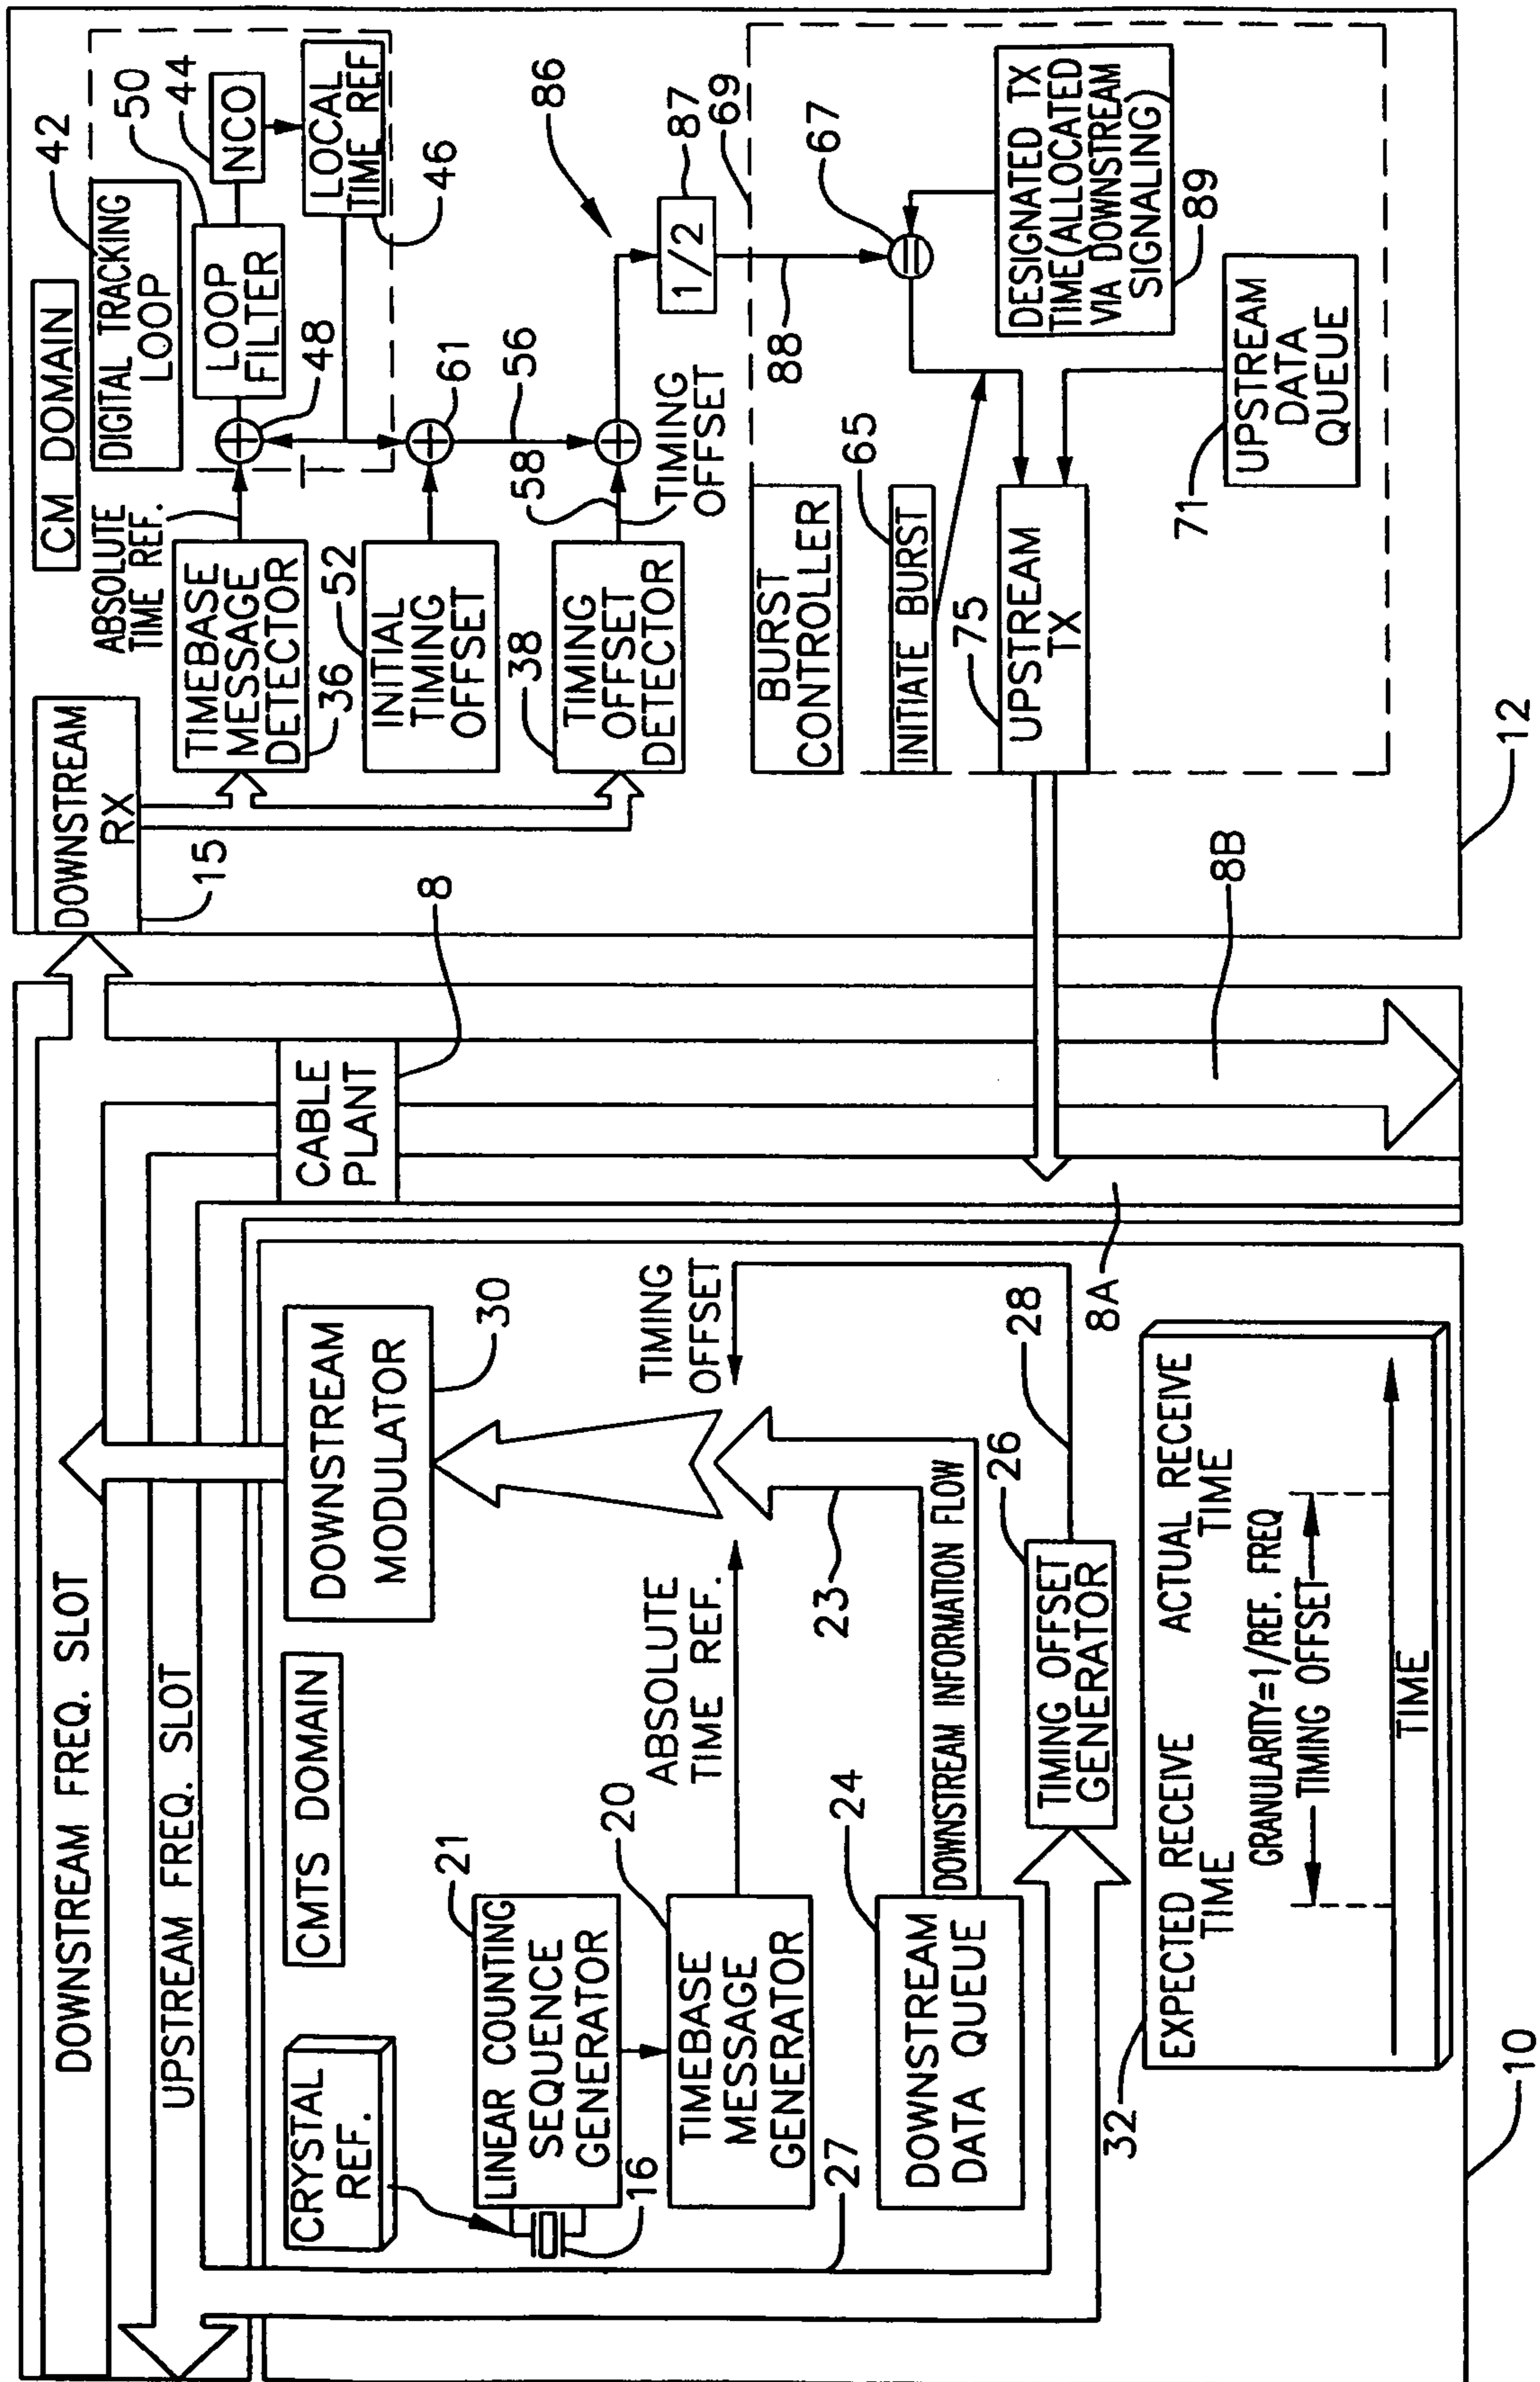 DOWNSTREAM FREQ. SLOT
UPSTREAM FREQ. SLOT
CRYSTAL
REF.
CMTS DOMAIN
LINEAR COUNTING
SEQUENCE
GENERATOR
21
16
TIMEBASE
MESSAGE
GENERATOR
20
ABSOLUTE
TIME REF.
DOWNSTREAM
MODULATOR
30
TIMING
OFFSET
27
DOWNSTREAM
DATA QUEUE
24
23
DOWNSTREAM INFORMATION FLOW
TIMING OFFSET
GENERATOR
26
28
32
EXPECTED RECEIVE
TIME
ACTUAL RECEIVE
TIME
GRANULARITY=1/REF. FREQ
TIMING OFFSET
TIME
10
CABLE
PLANT
8
8A
8B
DOWNSTREAM
RX
15
CM DOMAIN
ABSOLUTE
TIME REF.
DIGITAL TRACKING
LOOP
42
TIMEBASE
MESSAGE
DETECTOR
36
48
LOOP
FILTER
50
NCO
44
LOCAL
TIME REF
46
INITIAL
TIMING
OFFSET
52
61
56
TIMING
OFFSET
DETECTOR
38
58
TIMING
OFFSET
86
1/2
87
88
69
BURST
CONTROLLER
INITIATE BURST
65
67
UPSTREAM
TX
75
DESIGNATED TX
TIME(ALLOCATED
VIA DOWNSTREAM
SIGNALING)
89
UPSTREAM
DATA
QUEUE
71
12